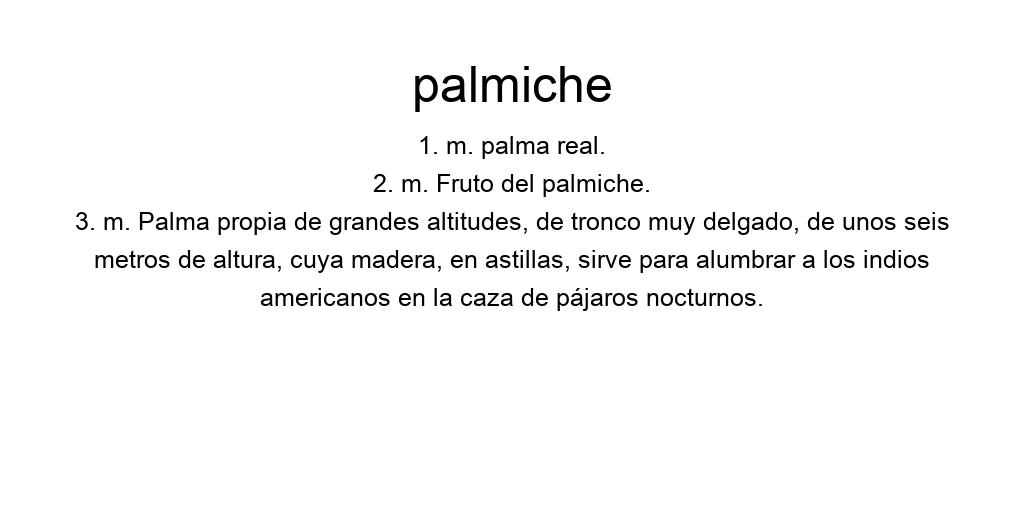 palmiche
1. m. palma real.
2. m. Fruto del palmiche.
3. m. Palma propia de grandes altitudes, de tronco muy delgado, de unos seis
metros de altura, cuya madera, en astillas, sirve para alumbrar a los indios
americanos en la caza de pájaros nocturnos.